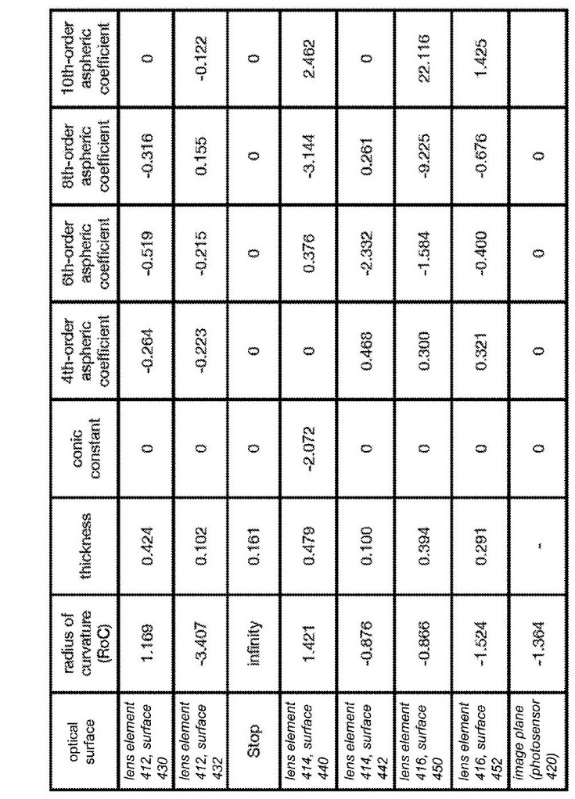 optical
surface
radius of
curvature
(RoC)
thickness
conic
constant
4th-order
aspheric
coefficient
6th-order
aspheric
coefficient
8th-order
aspheric
coefficient
10th-order
aspheric
coefficient
lens element
412, surface
430
1.169
0.424
0
-0.264
-0.519
-0.316
0
lens element
412, surface
432
-3.407
0.102
0
-0.223
-0.215
0.155
-0.122
Stop
infinity
0.161
0
0
0
0
0
lens element
414, surface
440
1.421
0.479
-2.072
0
0.376
-3.144
2.462
lens element
414, surface
442
-0.876
0.100
0
0.468
-2.332
0.261
0
lens element
416, surface
450
-0.866
0.394
0
0.300
-1.584
-9.225
22.116
lens element
416, surface
452
-1.524
0.291
0
0.321
-0.400
-0.676
1.425
image plane
(photosensor
420)
-1.364
-
0
0
0
0